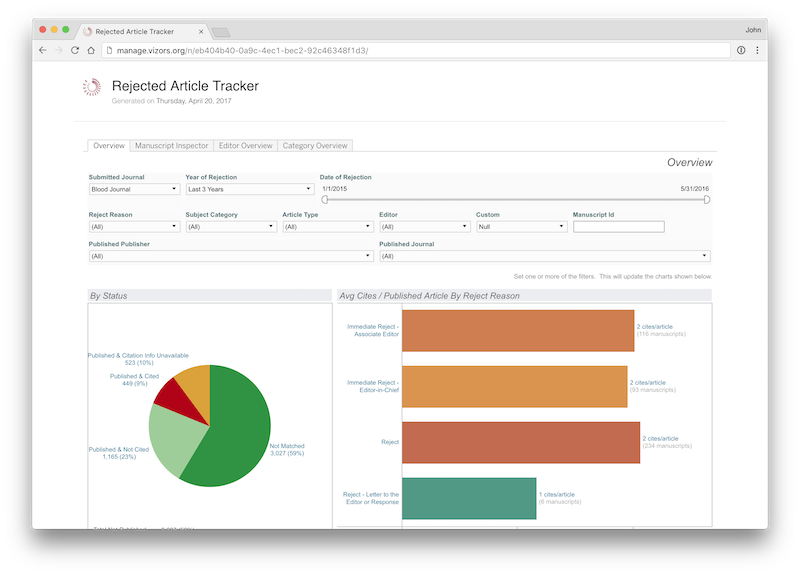 Rejected Article Tracker
John
manage.vizors.org/n/eb404b40-0a9c-4ec1-bec2-92c46348f1d3/
Rejected Article Tracker
Generated on Thursday, April 20, 2017
Overview Manuscript Inspector Editor Overview Category Overview
Overview
Submitted Journal Year of Rejection Date of Rejection
Blood Journal Last 3 Years 1/1/2015 5/31/2016
Reject Reason Subject Category Article Type Editor Custom Manuscript Id
(All) (All) (All) (All) Null
Published Publisher Published Journal
(All) (All)
Set one or more of the filters. This will update the charts shown below.
By Status
Published & Citation Info Unavailable
523 (10%)
Published & Cited
449 (9%)
Published & Not Cited
1,165 (23%)
Not Matched
3,027 (59%)
Avg Cites / Published Article By Reject Reason
Immediate Reject -
Associate Editor
2 cites/article
(116 manuscripts)
Immediate Reject -
Editor-in-Chief
2 cites/article
(93 manuscripts)
Reject
2 cites/article
(234 manuscripts)
Reject - Letter to the
Editor or Response
1 cites/article
(6 manuscripts)